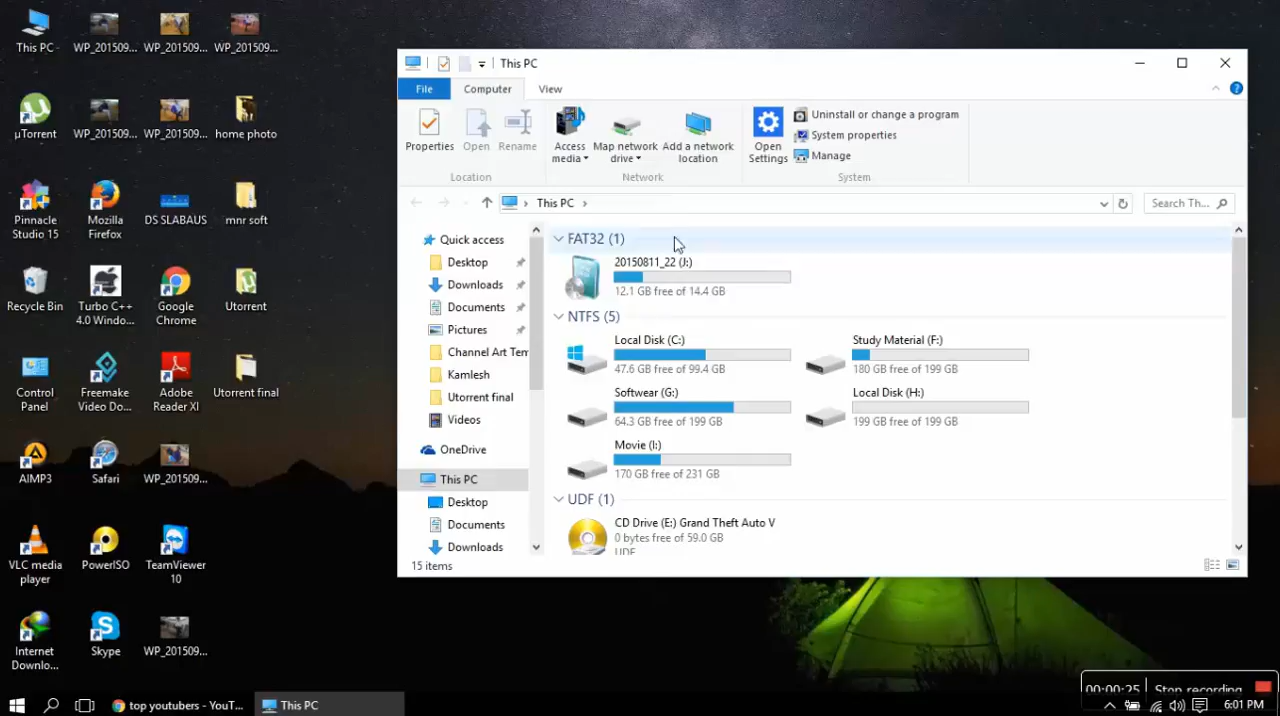 This PC
WP_201509...
WP_201509...
WP_201509...
µTorrent
WP_201509...
WP_201509...
home photo
Pinnacle
Studio 15
Mozilla
Firefox
DS SLABAUS
mnr soft
Recycle Bin
Turbo C++
4.0 Windo...
Google
Chrome
Utorrent
Control
Panel
Freemake
Video Do...
Adobe
Reader XI
Utorrent final
AIMP3
Safari
WP_201509...
VLC media
player
PowerISO
TeamViewer
10
Internet
Downlo...
Skype
WP_201509...
This PC
File
Computer
View
Properties
Open
Rename
Location
Access
media
Map network
drive
Add a network
location
Network
Open
Settings
Uninstall or change a program
System properties
Manage
System
This PC
Search Th...
Quick access
Desktop
Downloads
Documents
Pictures
Channel Art Tem
Kamlesh
Utorrent final
Videos
OneDrive
This PC
Desktop
Documents
Downloads
FAT32 (1)
20150811_22 (J:)
12.1 GB free of 14.4 GB
NTFS (5)
Local Disk (C:)
47.6 GB free of 99.4 GB
Study Material (F:)
180 GB free of 199 GB
Softwear (G:)
64.3 GB free of 199 GB
Local Disk (H:)
199 GB free of 199 GB
Movie (I:)
170 GB free of 231 GB
UDF (1)
CD Drive (E:) Grand Theft Auto V
0 bytes free of 59.0 GB
UDF
15 items
00:00:25
Stop recording
top youtubers - YouT...
This PC
6:01 PM